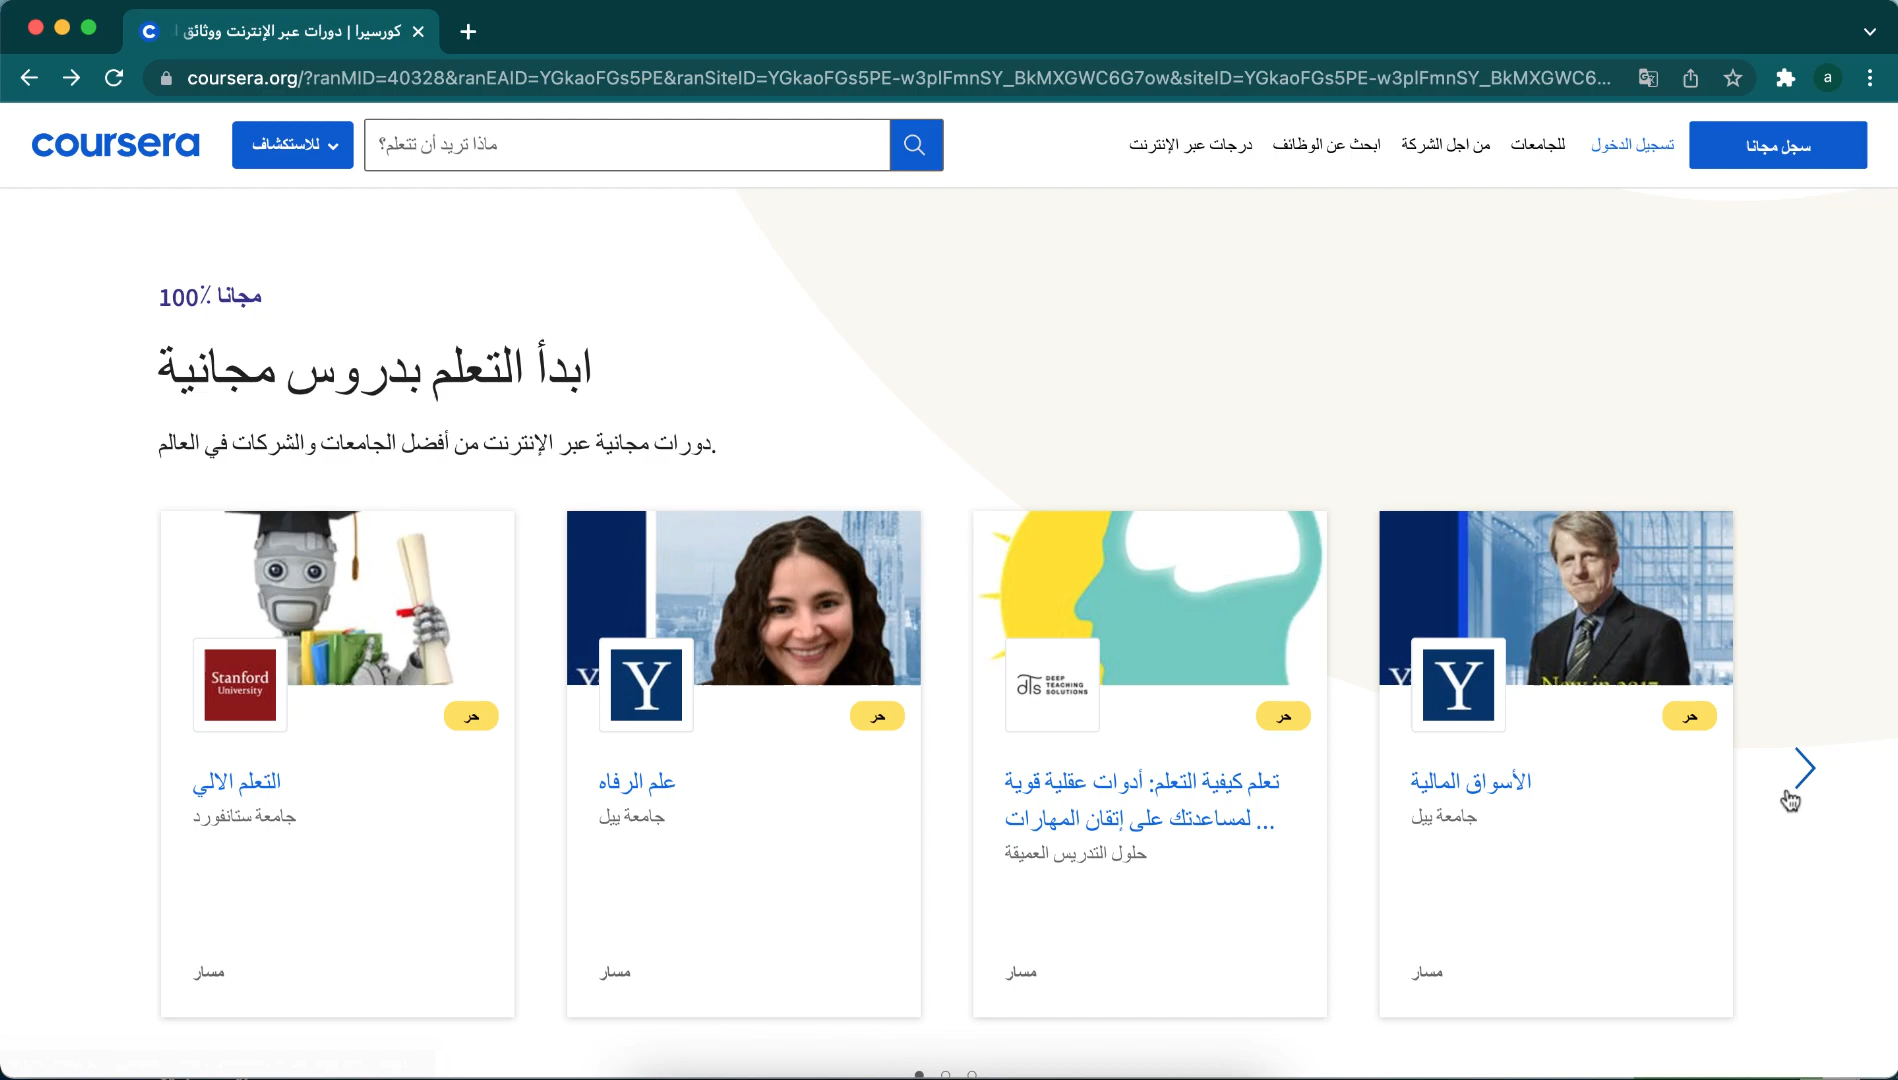 كورسيرا | دورات عبر الإنترنت ووثائق
coursera.org/?ranMID=40328&ranEAID=YGkaoFGs5PE&ranSiteID=YGkaoFGs5PE-w3plFmnSY_BkMXGWC6G7ow&siteID=YGkaoFGs5PE-w3plFmnSY_BkMXGWC6...
a
coursera
للاستكشاف
ماذا تريد أن تتعلم؟
درجات عبر الإنترنت
ابحث عن الوظائف
من اجل الشركة
للجامعات
تسجيل الدخول
سجل مجانا
مجانا ٪100
ابدأ التعلم بدروس مجانية
دورات مجانية عبر الإنترنت من أفضل الجامعات والشركات في العالم.
Stanford
University
حر
التعلم الالي
جامعة ستانفورد
مسار
Y
حر
علم الرفاه
جامعة ييل
مسار
dTs DEEP
TEACHING
SOLUTIONS
حر
تعلم كيفية التعلم: أدوات عقلية قوية
لمساعدتك على إتقان المهارات ...
حلول التدريس العميقة
مسار
Now in 2017
Y
حر
الأسواق المالية
جامعة ييل
مسار